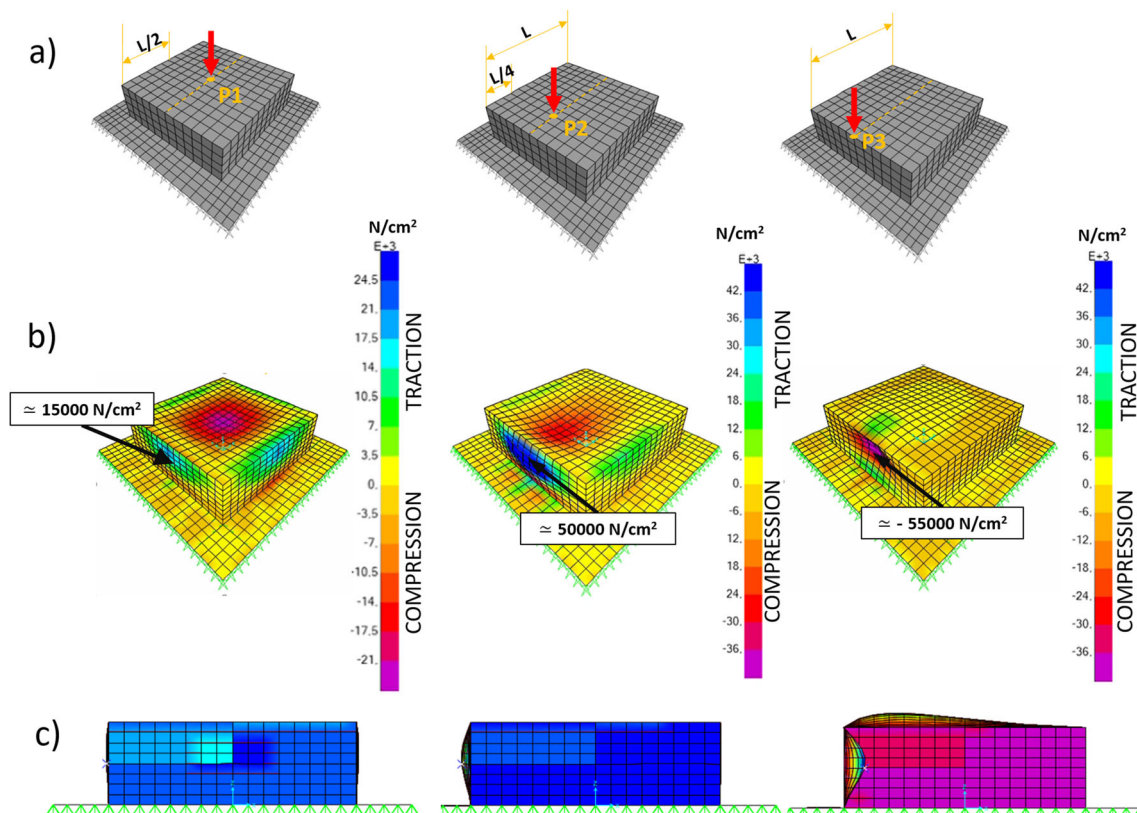 a)
L/2
P1
L
L/4
P2
L
P3
b)
N/cm²
E+3
24.5
21.
17.5
14.
10.5
7.
3.5
0.
-3.5
-7.
-10.5
-14.
-17.5
-21.
TRACTION
COMPRESSION
≃ 15000 N/cm²
N/cm²
E+3
42.
36.
30.
24.
18.
12.
6.
0.
-6.
12.
18.
24.
30.
36.
TRACTION
COMPRESSION
≃ 50000 N/cm²
N/cm²
E+3
42.
36.
30.
24.
18.
12.
6.
0.
-6.
-12.
-18.
-24.
-30.
-36.
TRACTION
COMPRESSION
≃ - 55000 N/cm²
c)